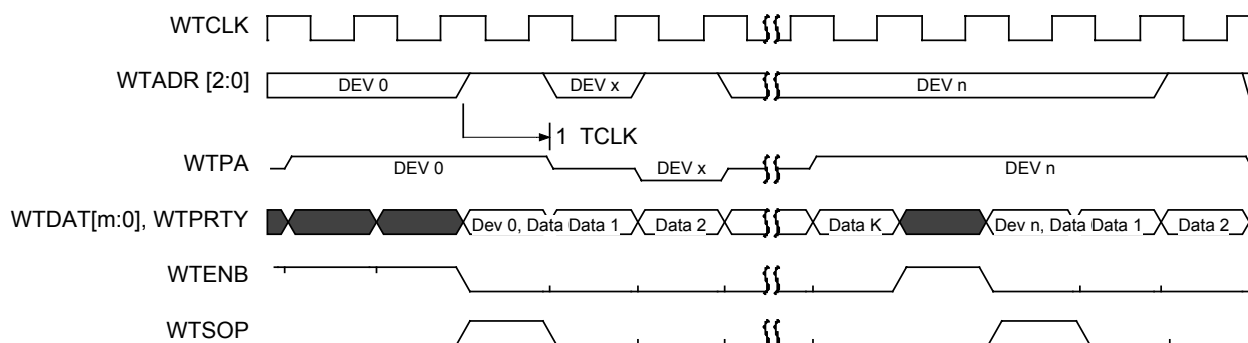 WTCLK
WTADR [2:0]
DEV 0
DEV x
DEV n
1 TCLK
WTPA
DEV 0
DEV x
DEV n
WTDAT[m:0], WTPRTY
Dev 0, Data
Data 1
Data 2
Data K
Dev n, Data
Data 1
Data 2
WTENB
WTSOP